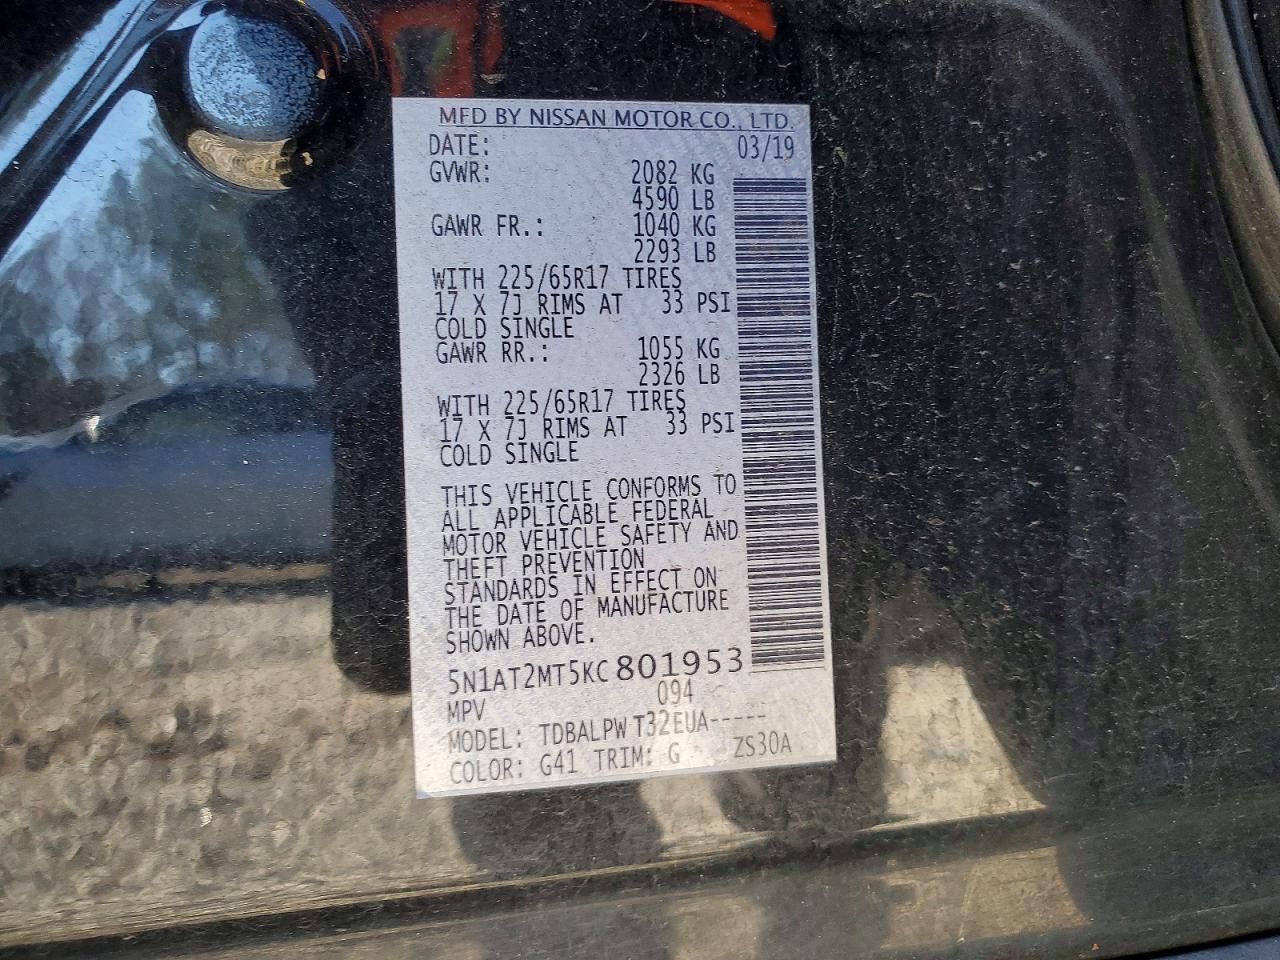 MFD BY NISSAN MOTOR CO., LTD.
DATE: 03/19
GVWR: 2082 KG
4590 LB
GAWR FR.: 1040 KG
2293 LB
WITH 225/65R17 TIRES
17 X 7J RIMS AT 33 PSI
COLD SINGLE
GAWR RR.: 1055 KG
2326 LB
WITH 225/65R17 TIRES
17 X 7J RIMS AT 33 PSI
COLD SINGLE
THIS VEHICLE CONFORMS TO
ALL APPLICABLE FEDERAL
MOTOR VEHICLE SAFETY AND
THEFT PREVENTION
STANDARDS IN EFFECT ON
THE DATE OF MANUFACTURE
SHOWN ABOVE.
5N1AT2MT5KC801953
MPV 094
MODEL: TDBALPW T32EUA-----
COLOR: G41 TRIM: G ZS30A